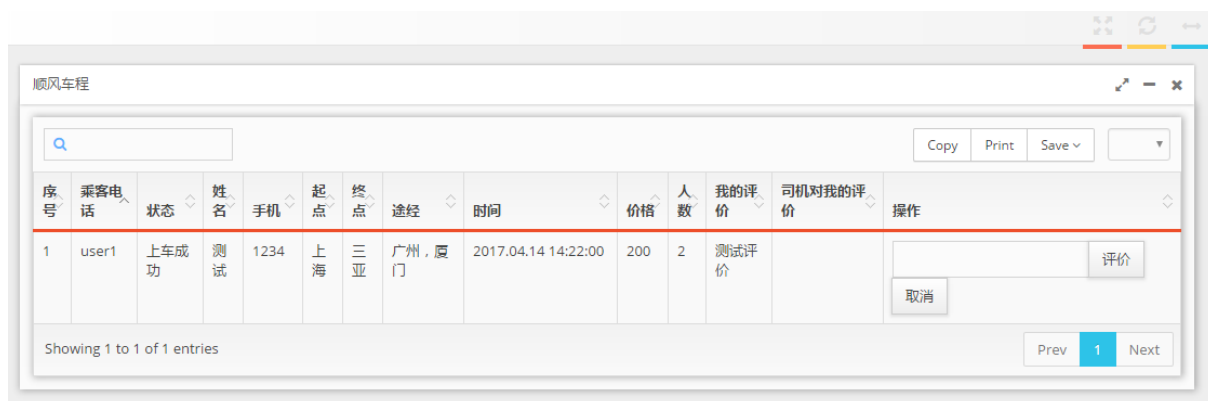 顺风车程
Copy Print Save
序号 乘客电话 状态 姓名 手机 起点 终点 途经 时间 价格 人数 我的评价 司机对我的评价 操作
1 user1 上车成功 测试 1234 上海 三亚 广州，厦门 2017.04.14 14:22:00 200 2 测试评价 评价
取消
Showing 1 to 1 of 1 entries
Prev 1 Next